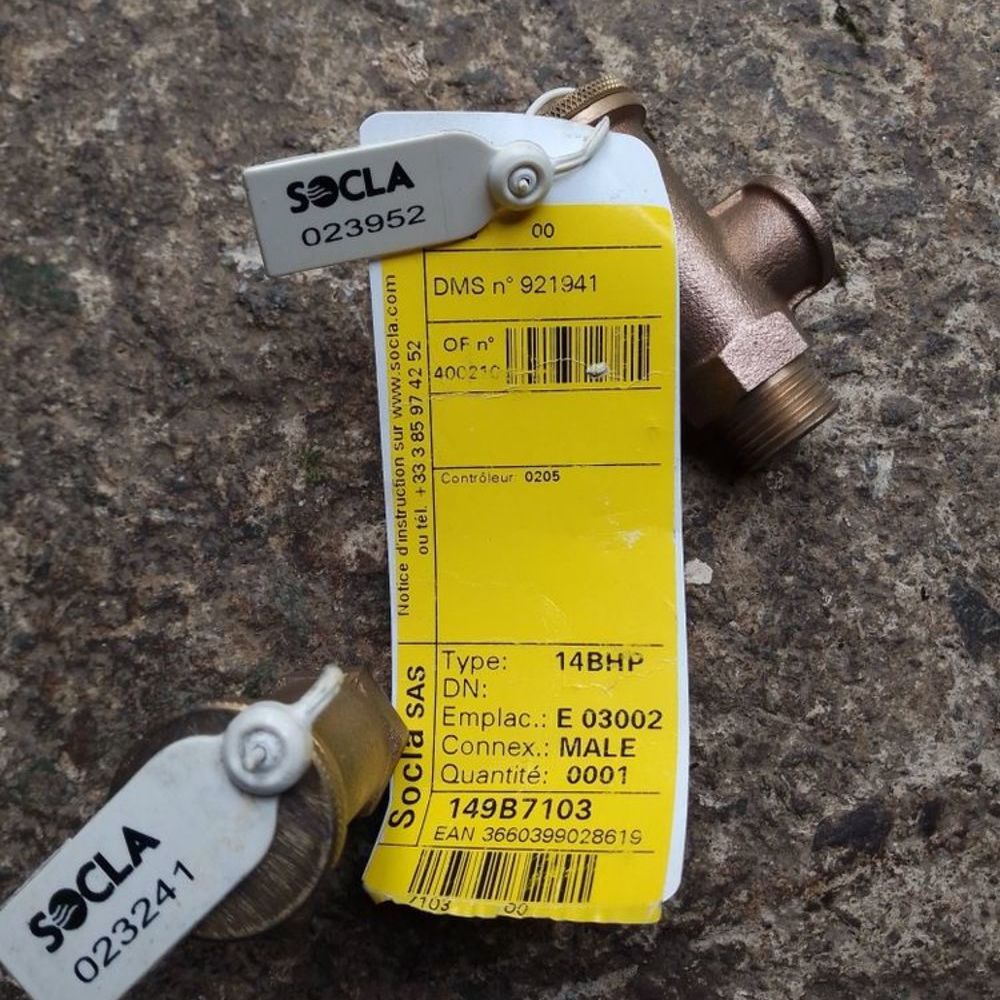 SOCLA
023952
00
DMS n° 921941
OF n°
400210
Notice d'instruction sur www.socla.com
ou tél. +33 3 85 97 42 52
Contrôleur 0205
Socla SAS
Type: 14BHP
DN:
Emplac.: E 03002
Connex.: MALE
Quantité: 0001
149B7103
EAN 3660399028619
7103 00
SOCLA
023241